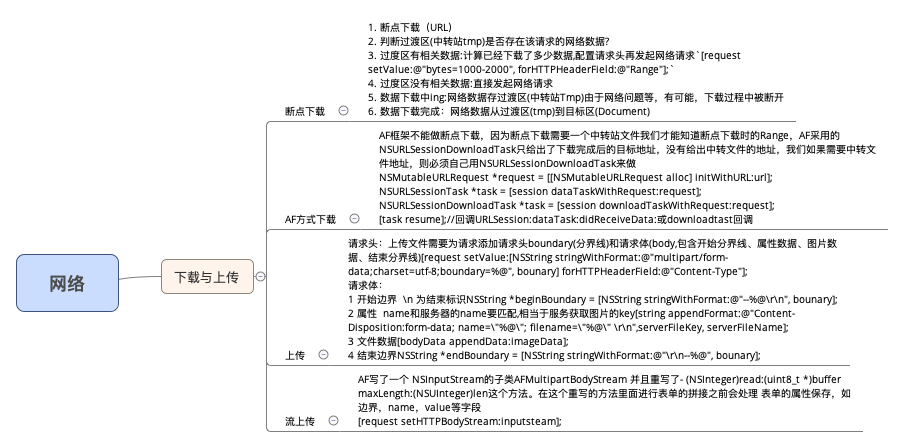 网络
下载与上传
断点下载
1. 断点下载（URL）
2. 判断过渡区(中转站tmp)是否存在该请求的网络数据?
3. 过度区有相关数据:计算已经下载了多少数据,配置请求头再发起网络请求`[request
setValue:@"bytes=1000-2000", forHTTPHeaderField:@"Range"];`
4. 过度区没有相关数据:直接发起网络请求
5. 数据下载中ing:网络数据存过渡区(中转站Tmp)由于网络问题等，有可能，下载过程中被断开
6. 数据下载完成：网络数据从过渡区(tmp)到目标区(Document)
AF方式下载
AF框架不能做断点下载，因为断点下载需要一个中转站文件我们才能知道断点下载时的Range，AF采用的
NSURLSessionDownloadTask只给出了下载完成后的目标地址，没有给出中转文件的地址，我们如果需要中转文
件地址，则必须自己用NSURLSessionDownloadTask来做
NSMutableURLRequest *request = [[NSMutableURLRequest alloc] initWithURL:url];
NSURLSessionTask *task = [session dataTaskWithRequest:request];
NSURLSessionDownloadTask *task = [session downloadTaskWithRequest:request];
[task resume];//回调URLSession:dataTask:didReceiveData:或downloadtast回调
上传
请求头：上传文件需要为请求添加请求头boundary(分界线)和请求体(body,包含开始分界线、属性数据、图片数
据、结束分界线)[request setValue:[NSString stringWithFormat:@"multipart/form-
data;charset=utf-8;boundary=%@", bounary] forHTTPHeaderField:@"Content-Type"];
请求体：
1 开始边界  \n 为结束标识NSString *beginBoundary = [NSString stringWithFormat:@"--%@\r\n", bounary];
2 属性  name和服务器的name要匹配,相当于服务获取图片的key[string appendFormat:@"Content-
Disposition:form-data; name=\"%@\"; filename=\"%@\" \r\n",serverFileKey, serverFileName];
3 文件数据[bodyData appendData:imageData];
4 结束边界NSString *endBoundary = [NSString stringWithFormat:@"\r\n--%@", bounary];
流上传
AF写了一个 NSInputStream的子类AFMultipartBodyStream 并且重写了- (NSInteger)read:(uint8_t *)buffer
maxLength:(NSUInteger)len这个方法。在这个重写的方法里面进行表单的拼接之前会处理 表单的属性保存，如
边界，name，value等字段
[request setHTTPBodyStream:inputsteam];